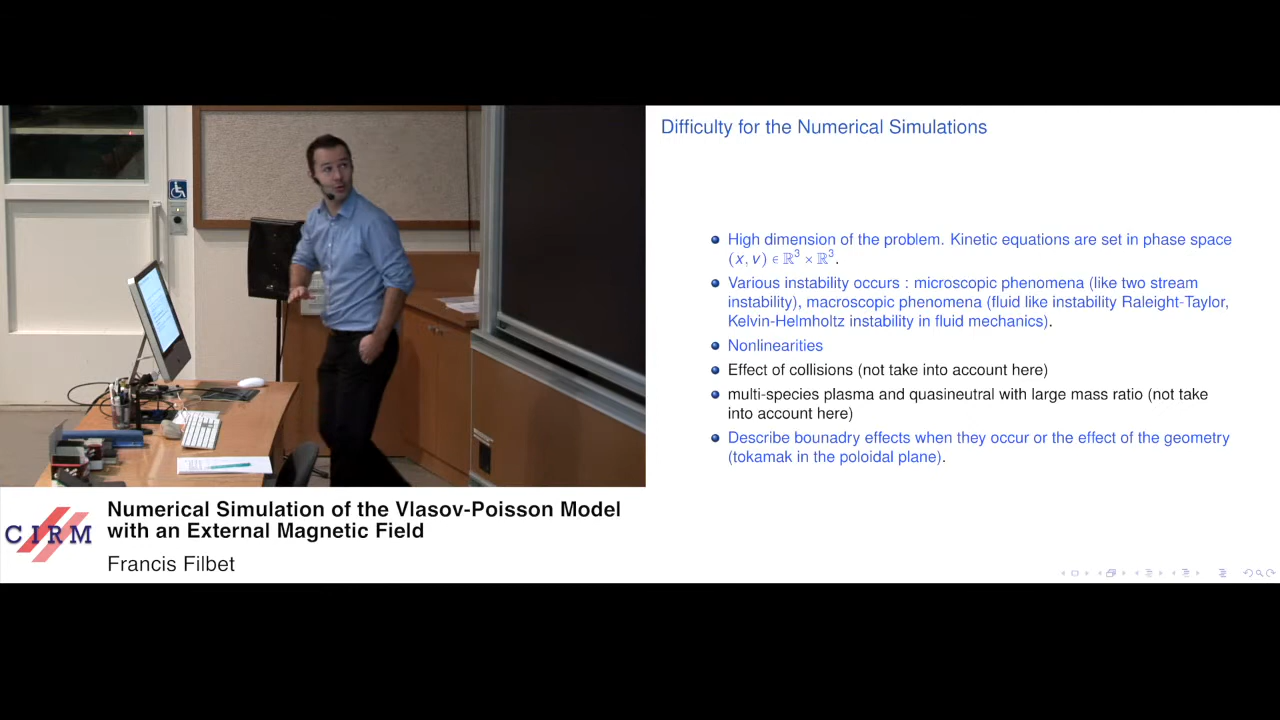 Difficulty for the Numerical Simulations
High dimension of the problem. Kinetic equations are set in phase space
(x, v) ∈ ℝ³ × ℝ³.
Various instability occurs : microscopic phenomena (like two stream
instability), macroscopic phenomena (fluid like instability Raleight-Taylor,
Kelvin-Helmholtz instability in fluid mechanics).
Nonlinearities
Effect of collisions (not take into account here)
multi-species plasma and quasineutral with large mass ratio (not take
into account here)
Describe bounadry effects when they occur or the effect of the geometry
(tokamak in the poloidal plane).
CIRM
Numerical Simulation of the Vlasov-Poisson Model
with an External Magnetic Field
Francis Filbet